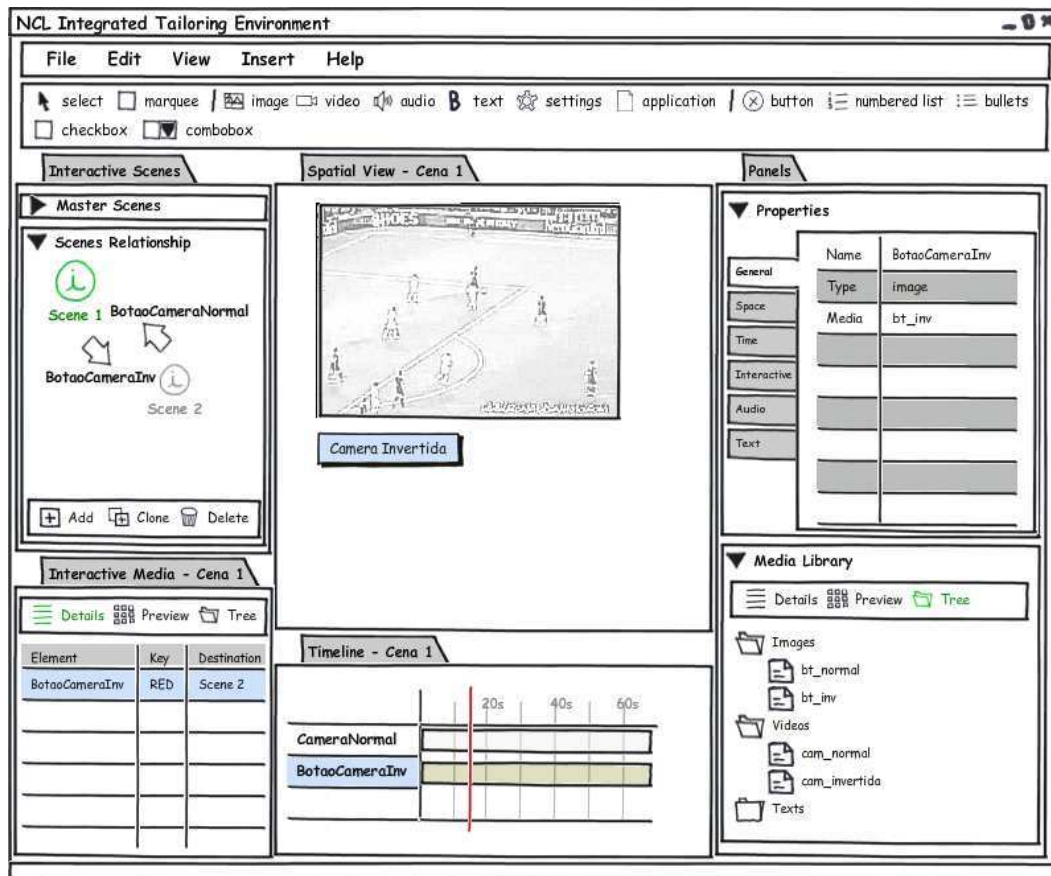 NCL Integrated Tailoring Environment
File Edit View Insert Help
select marquee image video audio B text settings application button numbered list bullets
checkbox combobox
Interactive Scenes
Master Scenes
Scenes Relationship
Scene 1
BotaoCameraNormal
BotaoCameraInv
Scene 2
Add Clone Delete
Interactive Media - Cena 1
Details Preview Tree
Element Key Destination
BotaoCameraInv RED Scene 2
Spatial View - Cena 1
SHOES
Camera Invertida
Timeline - Cena 1
20s 40s 60s
CameraNormal
BotaoCameraInv
Panels
Properties
General
Space
Time
Interactive
Audio
Text
Name BotaoCameraInv
Type image
Media bt_inv
Media Library
Details Preview Tree
Images
bt_normal
bt_inv
Videos
cam_normal
cam_invertida
Texts